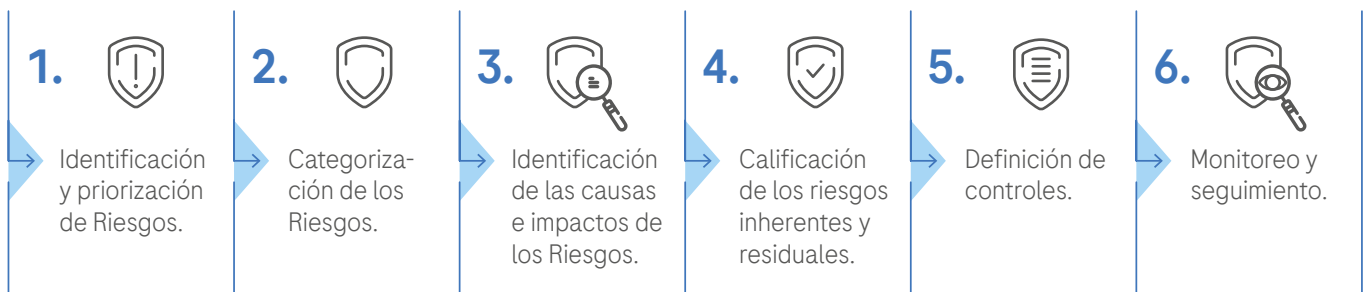 1.
Identificación
y priorización
de Riesgos.
2.
Categoriza-
ción de los
Riesgos.
3.
Identificación
de las causas
e impactos de
los Riesgos.
4.
Calificación
de los riesgos
inherentes y
residuales.
5.
Definición de
controles.
6.
Monitoreo y
seguimiento.